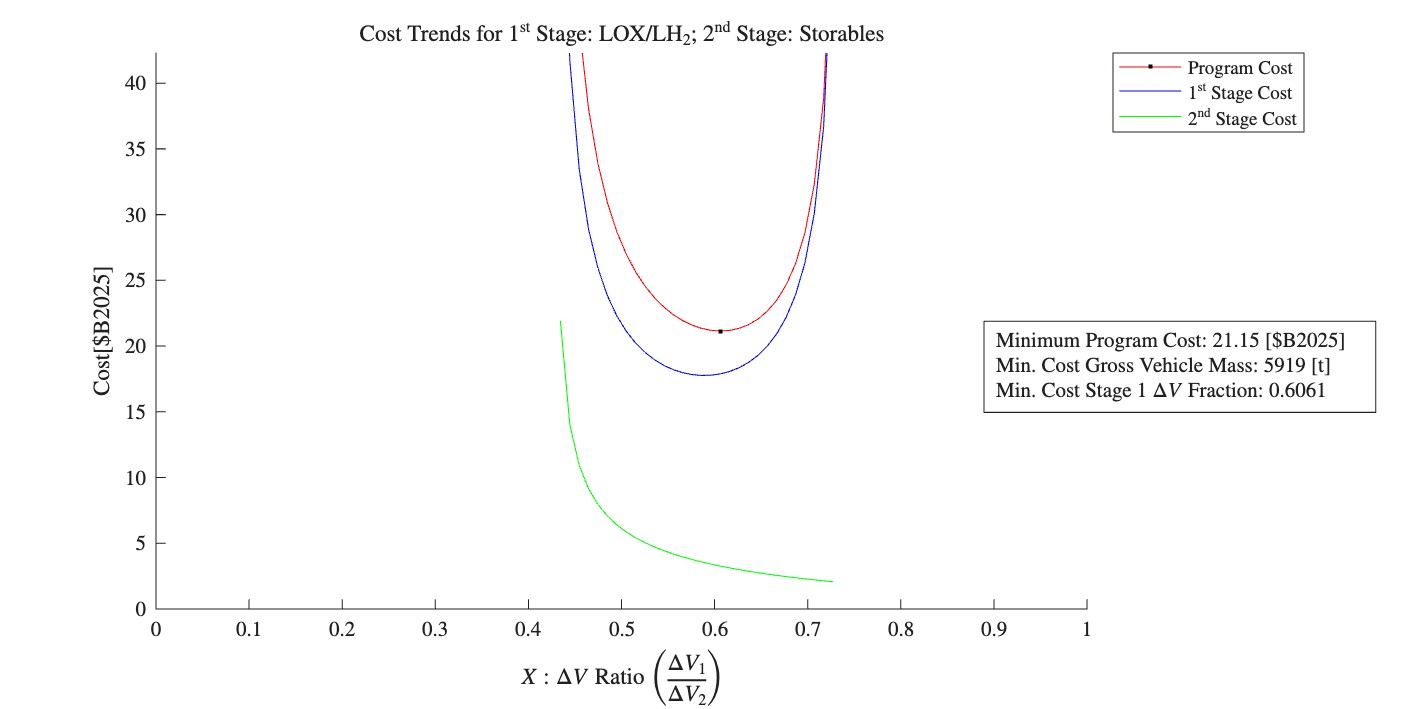 Cost Trends for 1st Stage: LOX/LH2; 2nd Stage: Storables
Program Cost
1st Stage Cost
2nd Stage Cost
Cost[$B2025]
40
35
30
25
20
15
10
5
0
Minimum Program Cost: 21.15 [$B2025]
Min. Cost Gross Vehicle Mass: 5919 [t]
Min. Cost Stage 1 ΔV Fraction: 0.6061
0 0.1 0.2 0.3 0.4 0.5 0.6 0.7 0.8 0.9 1
X : ΔV Ratio (ΔV1/ΔV2)